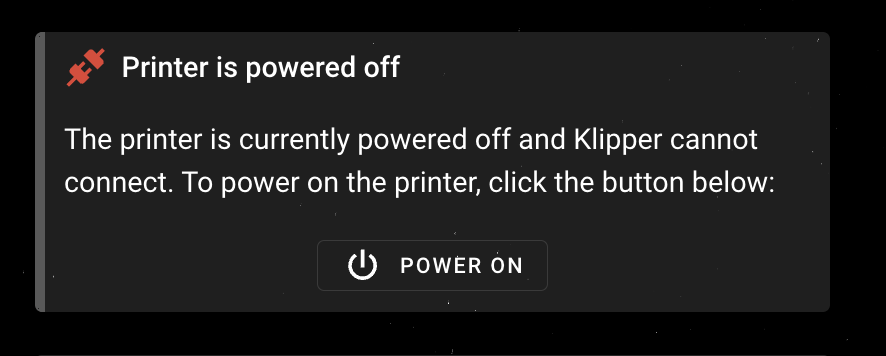 Printer is powered off
The printer is currently powered off and Klipper cannot
connect. To power on the printer, click the button below:
POWER ON